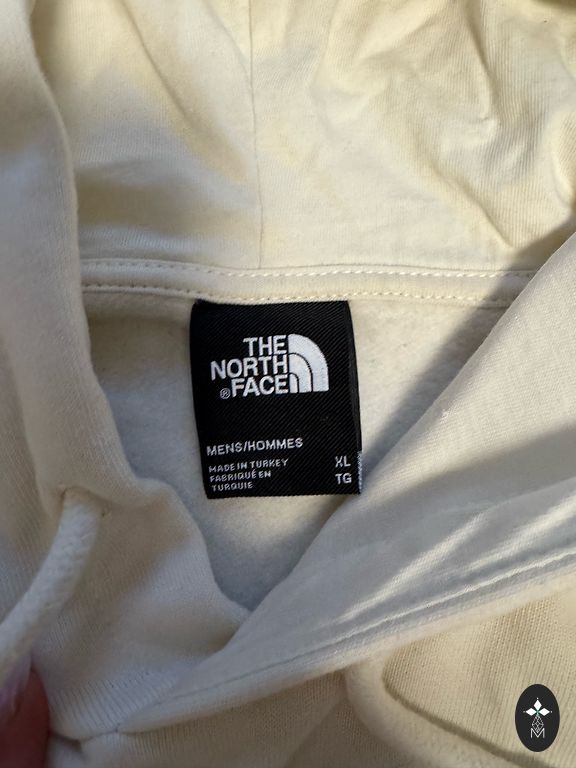 THE
NORTH
® FACE
MENS/HOMMES
MADE IN TURKEY XL
FABRIQUÉ EN TG
TURQUIE
M